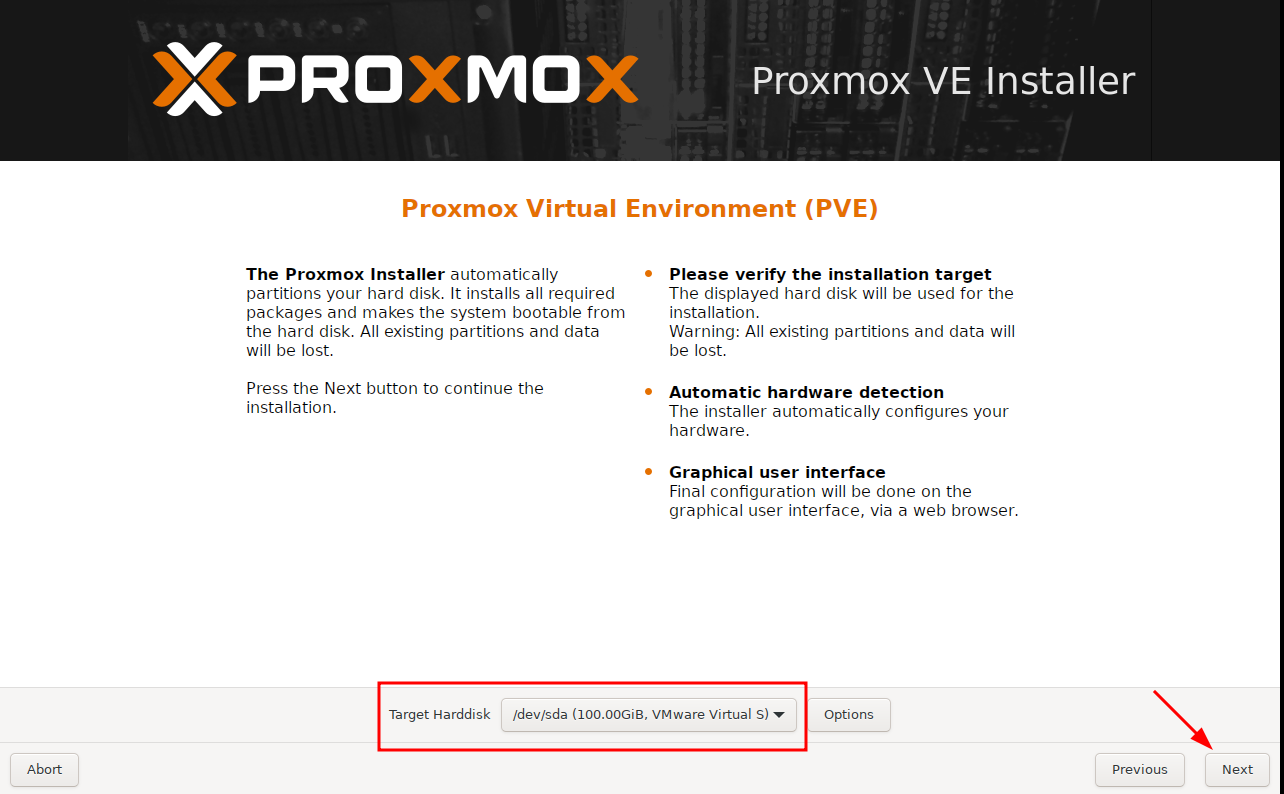 PROXMOX
Proxmox VE Installer
Proxmox Virtual Environment (PVE)
The Proxmox Installer automatically
partitions your hard disk. It installs all required
packages and makes the system bootable from
the hard disk. All existing partitions and data
will be lost.
Press the Next button to continue the
installation.
Please verify the installation target
The displayed hard disk will be used for the
installation.
Warning: All existing partitions and data will
be lost.
Automatic hardware detection
The installer automatically configures your
hardware.
Graphical user interface
Final configuration will be done on the
graphical user interface, via a web browser.
Target Harddisk
/dev/sda (100.00GiB, VMware Virtual S)
Options
Abort
Previous
Next